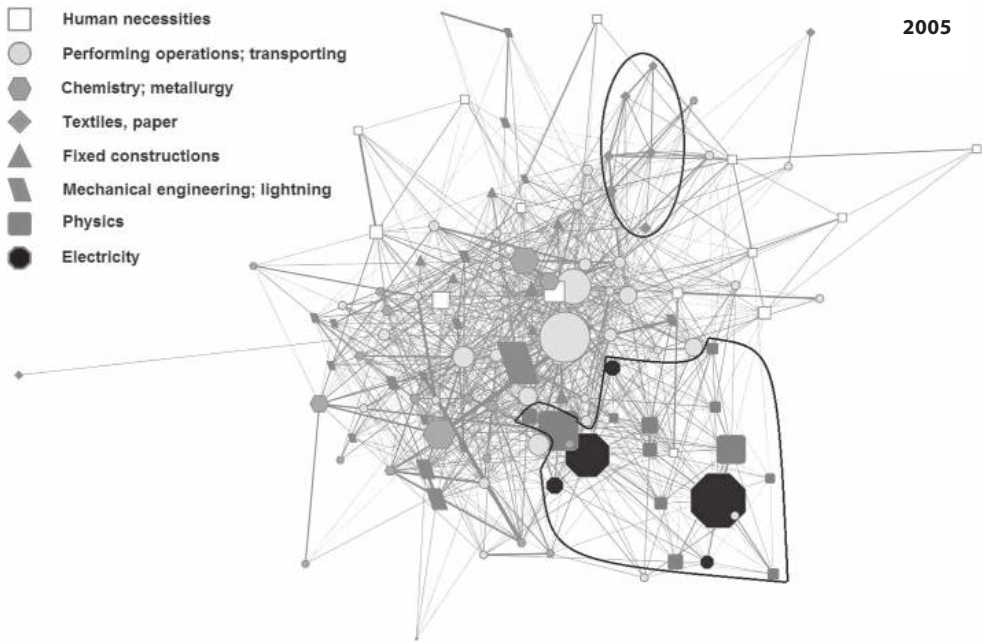 Human necessities
Performing operations; transporting
Chemistry; metallurgy
Textiles, paper
Fixed constructions
Mechanical engineering; lightning
Physics
Electricity
2005